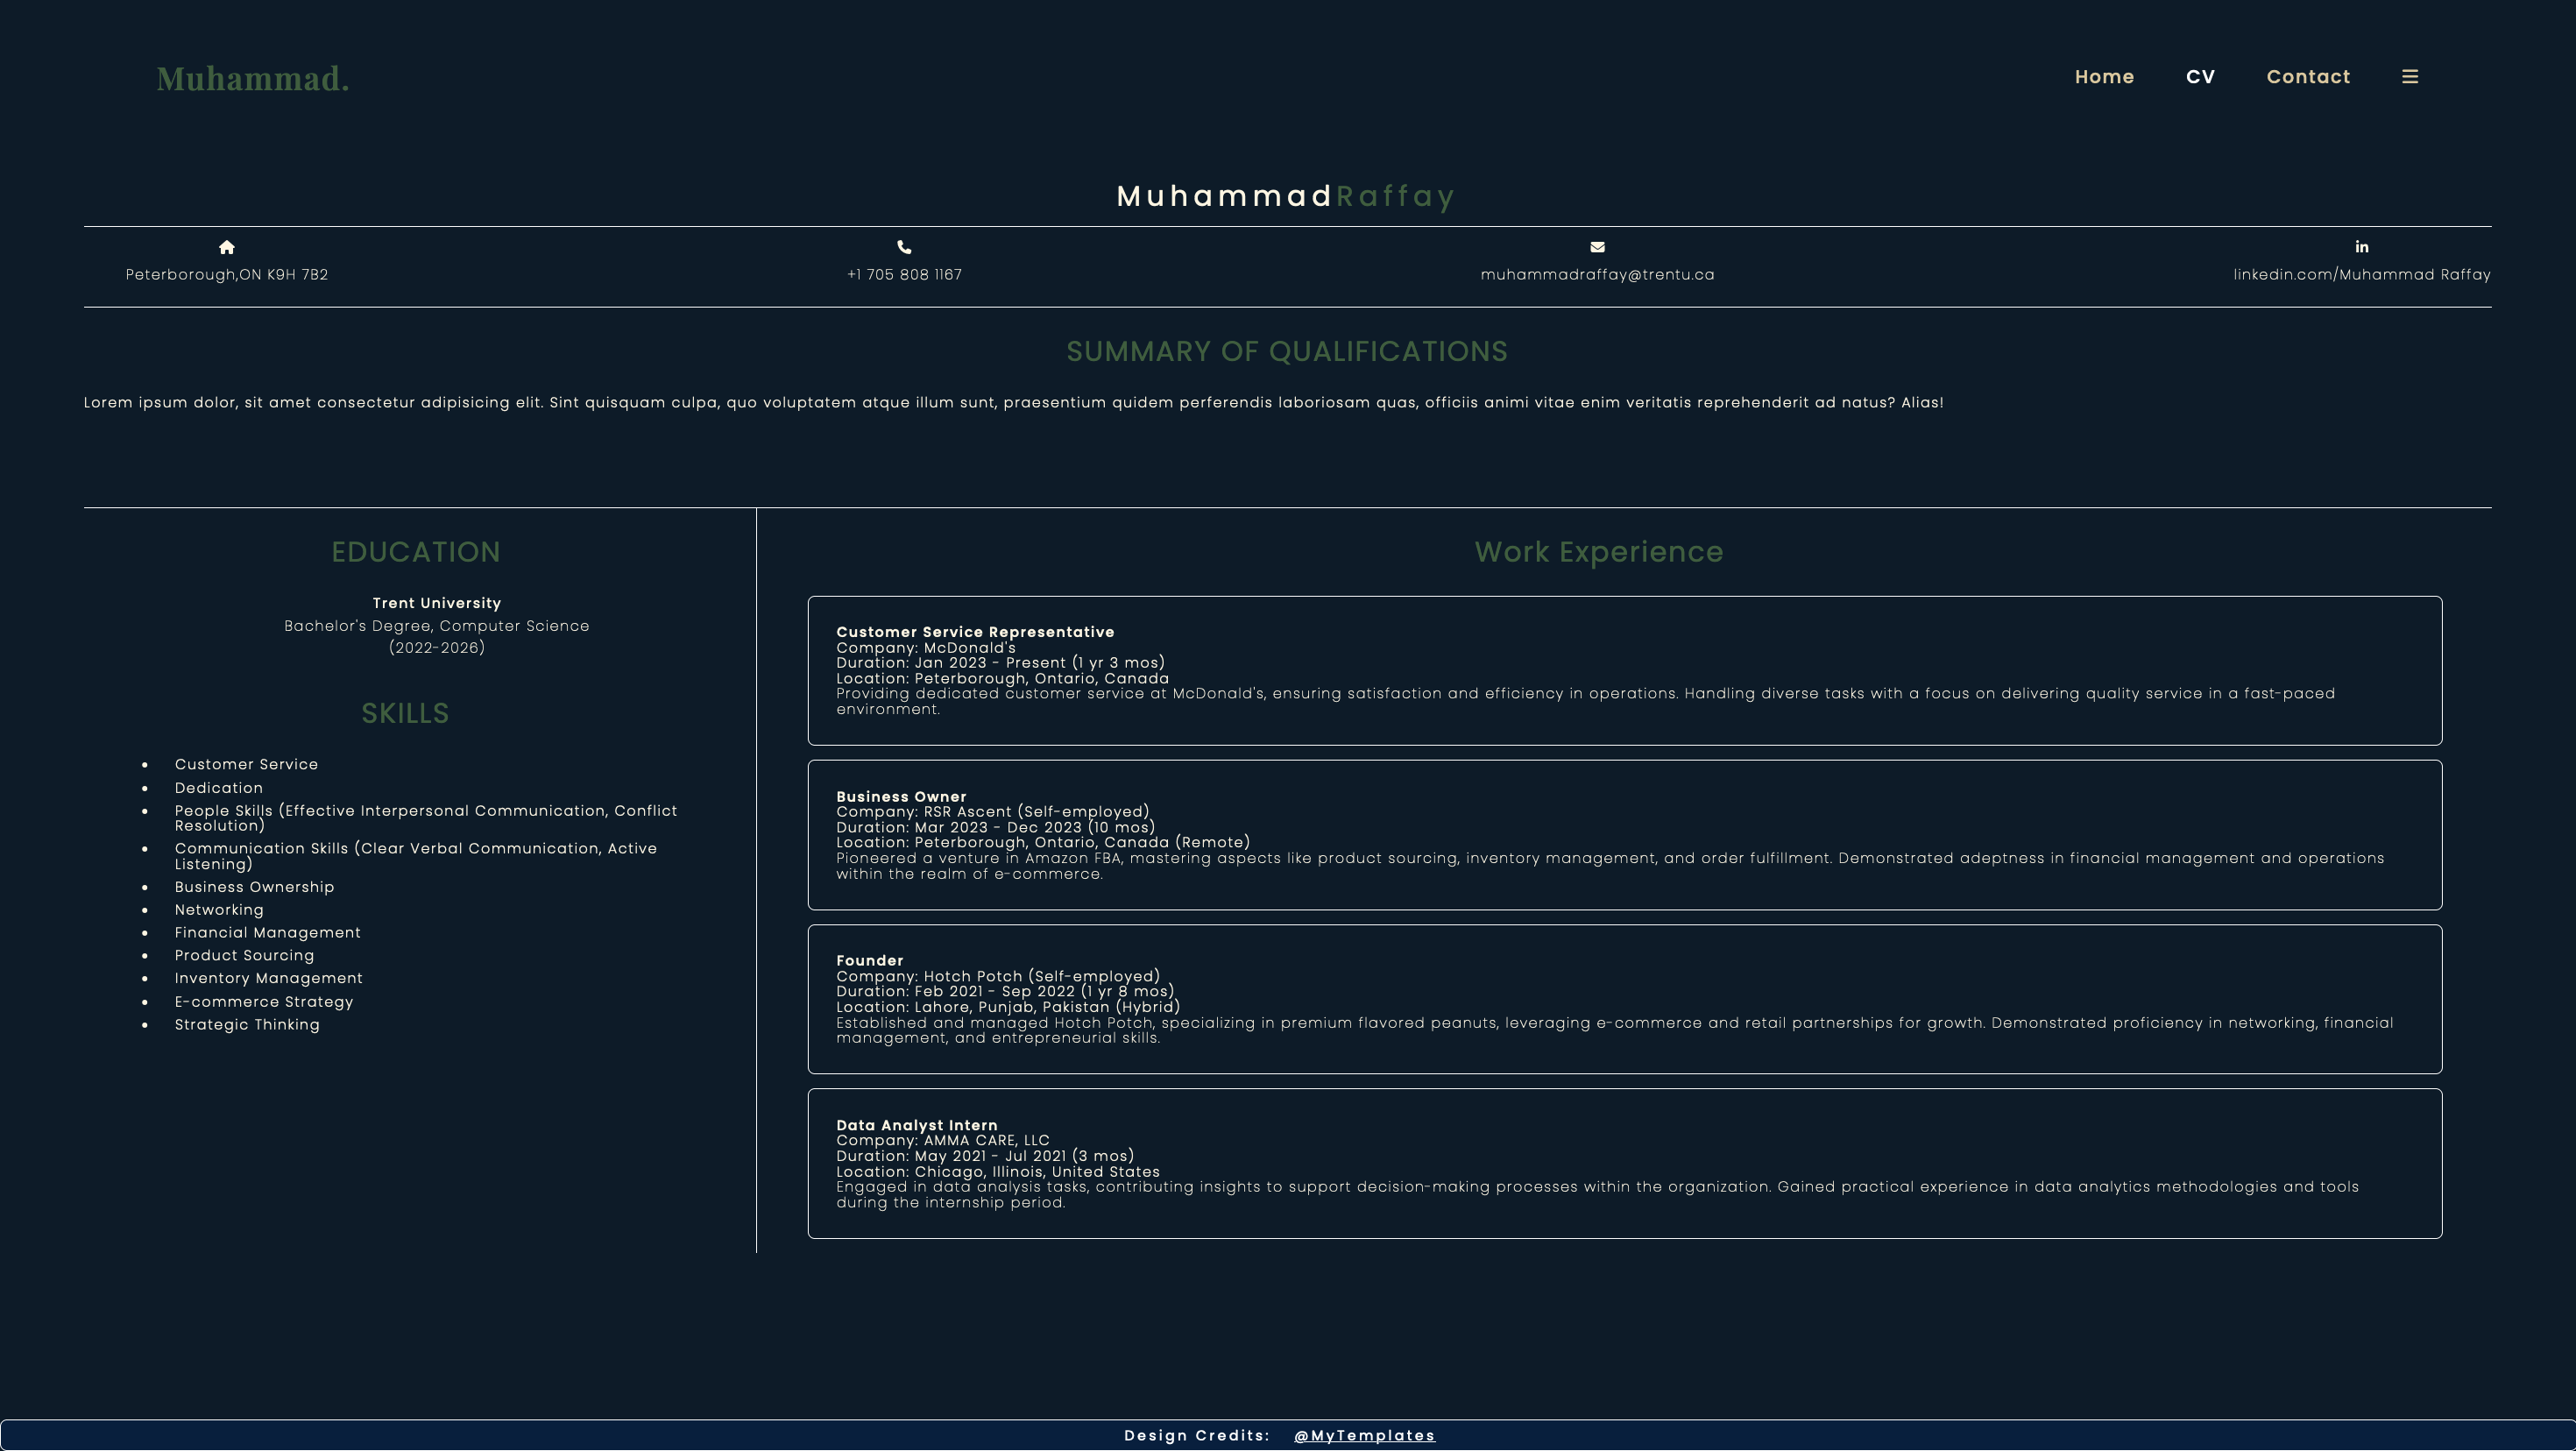 Muhammad.
Home CV Contact
MuhammadRaffay
Peterborough,ON K9H 7B2
+1 705 808 1167
muhammadraffay@trentu.ca
linkedin.com/Muhammad Raffay
SUMMARY OF QUALIFICATIONS
Lorem ipsum dolor, sit amet consectetur adipisicing elit. Sint quisquam culpa, quo voluptatem atque illum sunt, praesentium quidem perferendis laboriosam quas, officiis animi vitae enim veritatis reprehenderit ad natus? Alias!
EDUCATION
Trent University
Bachelor's Degree, Computer Science
(2022-2026)
SKILLS
• Customer Service
• Dedication
• People Skills (Effective Interpersonal Communication, Conflict
Resolution)
• Communication Skills (Clear Verbal Communication, Active
Listening)
• Business Ownership
• Networking
• Financial Management
• Product Sourcing
• Inventory Management
• E-commerce Strategy
• Strategic Thinking
Work Experience
Customer Service Representative
Company: McDonald's
Duration: Jan 2023 - Present (1 yr 3 mos)
Location: Peterborough, Ontario, Canada
Providing dedicated customer service at McDonald's, ensuring satisfaction and efficiency in operations. Handling diverse tasks with a focus on delivering quality service in a fast-paced
environment.
Business Owner
Company: RSR Ascent (Self-employed)
Duration: Mar 2023 - Dec 2023 (10 mos)
Location: Peterborough, Ontario, Canada (Remote)
Pioneered a venture in Amazon FBA, mastering aspects like product sourcing, inventory management, and order fulfillment. Demonstrated adeptness in financial management and operations
within the realm of e-commerce.
Founder
Company: Hotch Potch (Self-employed)
Duration: Feb 2021 - Sep 2022 (1 yr 8 mos)
Location: Lahore, Punjab, Pakistan (Hybrid)
Established and managed Hotch Potch, specializing in premium flavored peanuts, leveraging e-commerce and retail partnerships for growth. Demonstrated proficiency in networking, financial
management, and entrepreneurial skills.
Data Analyst Intern
Company: AMMA CARE, LLC
Duration: May 2021 - Jul 2021 (3 mos)
Location: Chicago, Illinois, United States
Engaged in data analysis tasks, contributing insights to support decision-making processes within the organization. Gained practical experience in data analytics methodologies and tools
during the internship period.
Design Credits: @MyTemplates